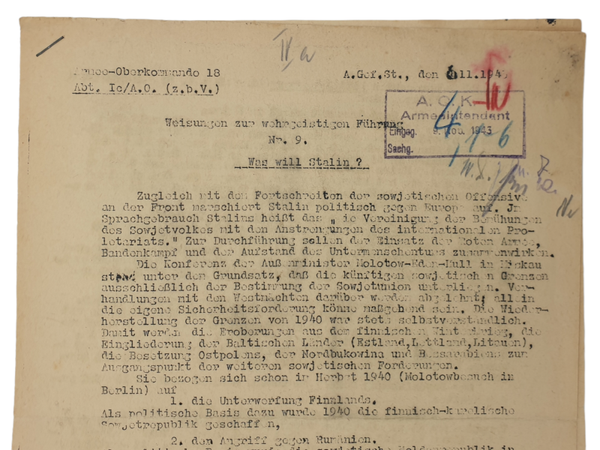 II a
Armee-Oberkommando 18
Abt. Ic/A.O. (z.b.V.)
A.Gef.St., den 6.11.1943
A. O. K.
Armeeintendant
Eingeg. 9. Nov. 1943
Sachg.
Weisungen zur wehrgeistigen Führung
Nr. 9.
Was will Stalin ?
Zugleich mit dem Fortschreiten der sowjetischen Offensive
an der Front marschiert Stalin politisch gegen Europa auf. Im
Sprachgebrauch Stalins heißt das "die Vereinigung der Bemühungen
des Sowjetvolkes mit den Anstrengungen des internationalen Pro-
letariats." Zur Durchführung sollen der Einsatz der Roten Armee,
Bandenkampf und der Aufstand des Untermenschentums zusammenwirken.
Die Konferenz der Außenminister Molotow-Eden-Hull in Moskau
stand unter dem Grundsatz, daß die künftigen sowjetischen Grenzen
ausschließlich der Bestimmung der Sowjetunion unterliegen. Ver-
handlungen mit den Westmächten darüber werden abgelehnt; allein
die eigene Sicherheitsforderung könne maßgebend sein. Die Wieder-
herstellung der Grenzen von 1940 war stets selbstverständlich.
Damit werden die Eroberungen aus dem finnischen Winterkrieg, die
Eingliederung der Baltischen Länder (Estland,Lettland,Litauen),
die Besetzung Ostpolens, der Nordbukowina und Bessarabiens zum
Ausgangspunkt der weiteren sowjetischen Forderungen.
Sie bezogen sich schon im Herbst 1940 (Molotowbesuch in
Berlin) auf
1. die Unterwerfung Finnlands.
Als politische Basis dazu wurde 1940 die finnisch-karelische
Sowjetrepublik geschaffen,
2. den Angriff gegen Rumänien.